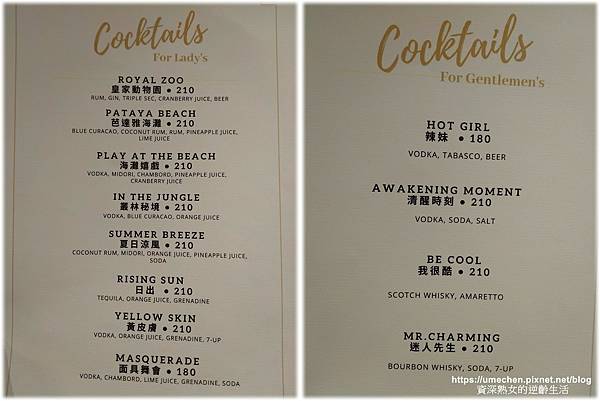 Cocktails
For Lady's
ROYAL ZOO
皇家動物園 ● 210
RUM, GIN, TRIPLE SEC, CRANBERRY JUICE, BEER
PATAYA BEACH
芭達雅海灘 ● 210
BLUE CURACAO, COCONUT RUM, RUM, PINEAPPLE JUICE,
LIME JUICE
PLAY AT THE BEACH
海灘嬉戲 ● 210
VODKA, MIDORI, CHAMBORD, PINEAPPLE JUICE,
CRANBERRY JUICE
IN THE JUNGLE
叢林秘境 ● 210
VODKA, BLUE CURACAO, ORANGE JUICE
SUMMER BREEZE
夏日涼風 ● 210
COCONUT RUM, MIDORI, ORANGE JUICE, PINEAPPLE JUICE,
SODA
RISING SUN
日出 ● 210
TEQUILA, ORANGE JUICE, GRENADINE
YELLOW SKIN
黃皮膚 ● 210
VODKA, ORANGE JUICE, GRENADINE, 7-UP
MASQUERADE
面具舞會 ● 180
VODKA, CHAMBORD, LIME JUICE, GRENADINE, SODA
Cocktails
For Gentlemen's
HOT GIRL
辣妹 ● 180
VODKA, TABASCO, BEER
AWAKENING MOMENT
清醒時刻 ● 210
VODKA, SODA, SALT
BE COOL
我很酷 ● 210
SCOTCH WHISKY, AMARETTO
MR.CHARMING
迷人先生 ● 210
BOURBON WHISKY, SODA, 7-UP
https://umechen.pixnet.net/blog
資深熟女的逆齡生活